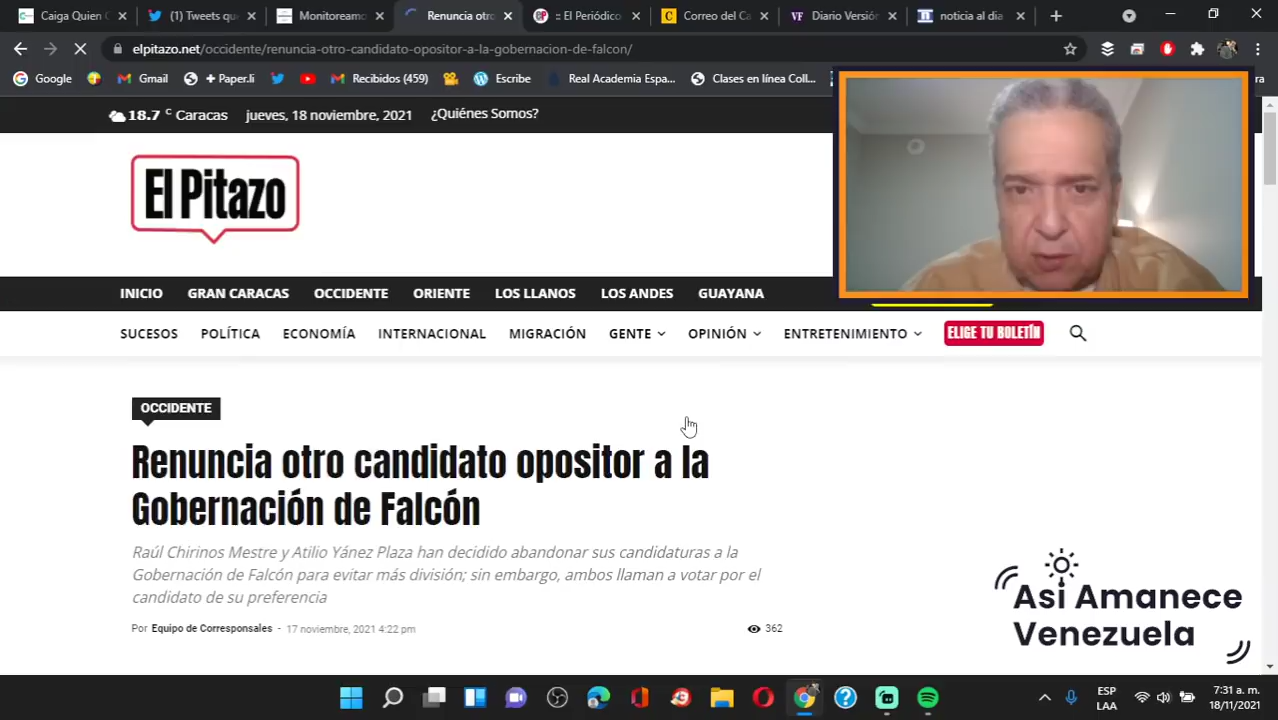 Caiga Quien C
(1) Tweets qu
Monitoreamo
Renuncia otro
:: El Periódico
Correo del Ca
Diario Versión
noticia al dia
elpitazo.net/occidente/renuncia-otro-candidato-opositor-a-la-gobernacion-de-falcon/
Google
Gmail
+ Paper.li
Recibidos (459)
Escribe
Real Academia Espa...
Clases en línea Coll...
18.7 C Caracas
jueves, 18 noviembre, 2021
¿Quiénes Somos?
El Pitazo
INICIO GRAN CARACAS OCCIDENTE ORIENTE LOS LLANOS LOS ANDES GUAYANA
SUCESOS POLÍTICA ECONOMÍA INTERNACIONAL MIGRACIÓN GENTE OPINIÓN ENTRETENIMIENTO ELIGE TU BOLETÍN
OCCIDENTE
Renuncia otro candidato opositor a la
Gobernación de Falcón
Raúl Chirinos Mestre y Atilio Yánez Plaza han decidido abandonar sus candidaturas a la
Gobernación de Falcón para evitar más división; sin embargo, ambos llaman a votar por el
candidato de su preferencia
Por Equipo de Corresponsales - 17 noviembre, 2021 4:22 pm
362
Asi Amanece
Venezuela
ESP
LAA
7:31 a. m.
18/11/2021